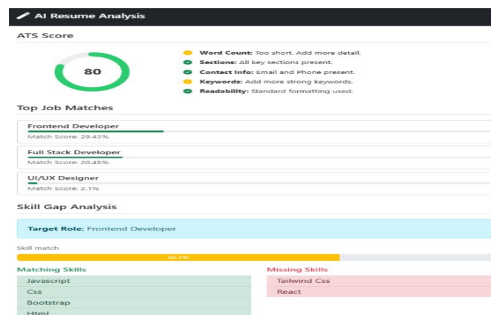 AI Resume Analysis
ATS Score
80
Word Count: Too short. Add more detail.
Sections: All key sections present.
Contact Info: Email and Phone present.
Keywords: Add more strong keywords.
Readability: Standard formatting used.
Top Job Matches
Frontend Developer
Match Score: 29.43%
Full Stack Developer
Match Score: 20.45%
UI/UX Designer
Match Score: 2.1%
Skill Gap Analysis
Target Role: Frontend Developer
Skill match
Matching Skills
Missing Skills
Javascript
Tailwind Css
Css
React
Bootstrap
Html